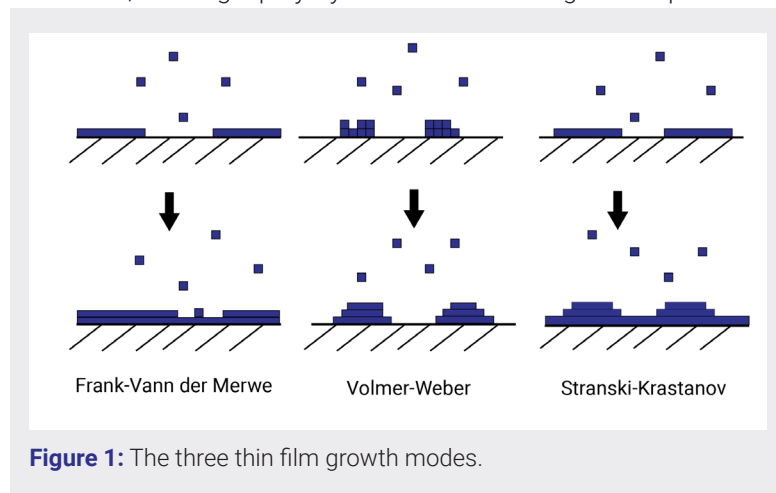 Frank-Vann der Merwe
Volmer-Weber
Stranski-Krastanov
Figure 1: The three thin film growth modes.